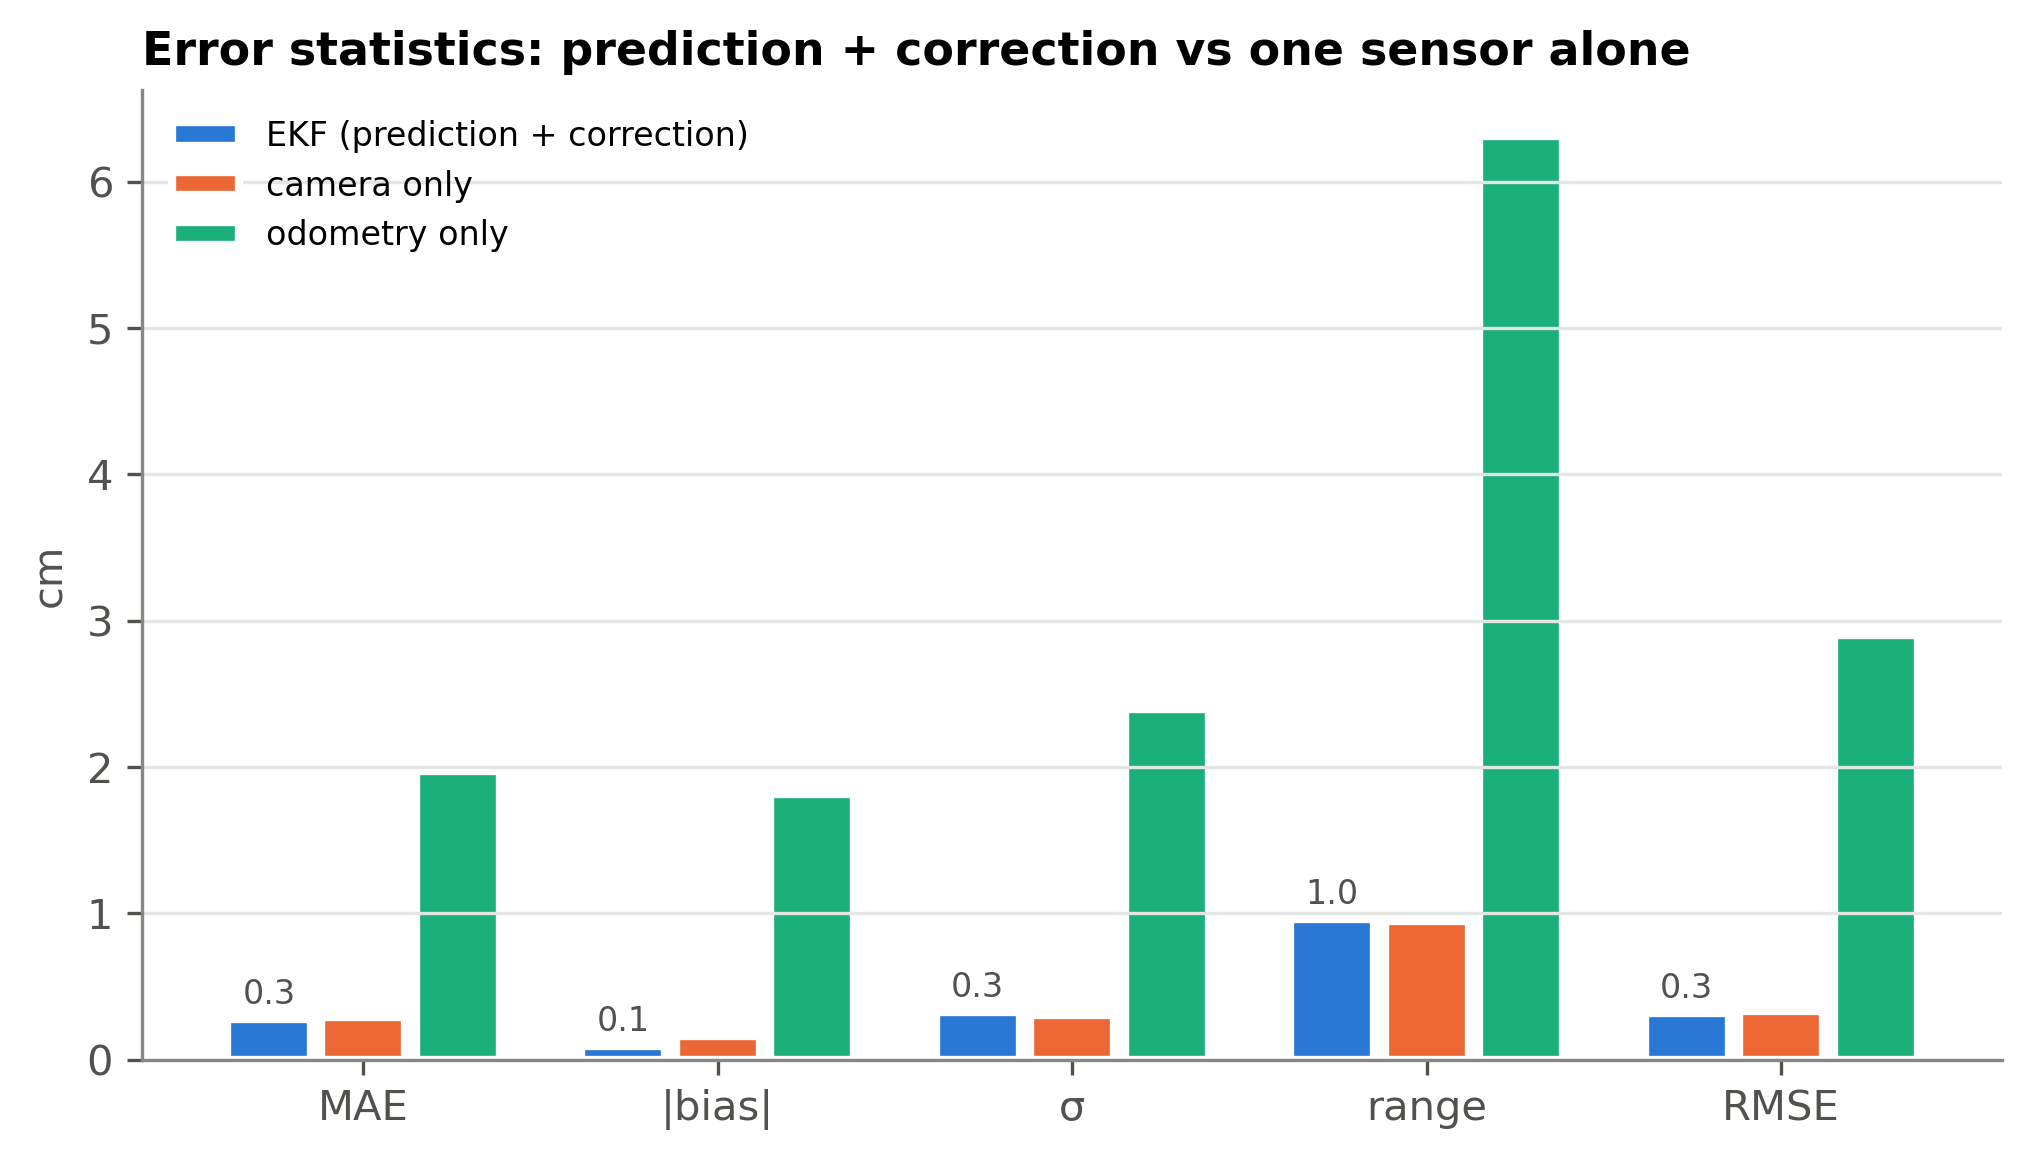 Error statistics: prediction + correction vs one sensor alone
EKF (prediction + correction)
camera only
odometry only
6
5
4
3
2
1
0
cm
0.3
0.1
0.3
1.0
0.3
MAE
|bias|
σ
range
RMSE